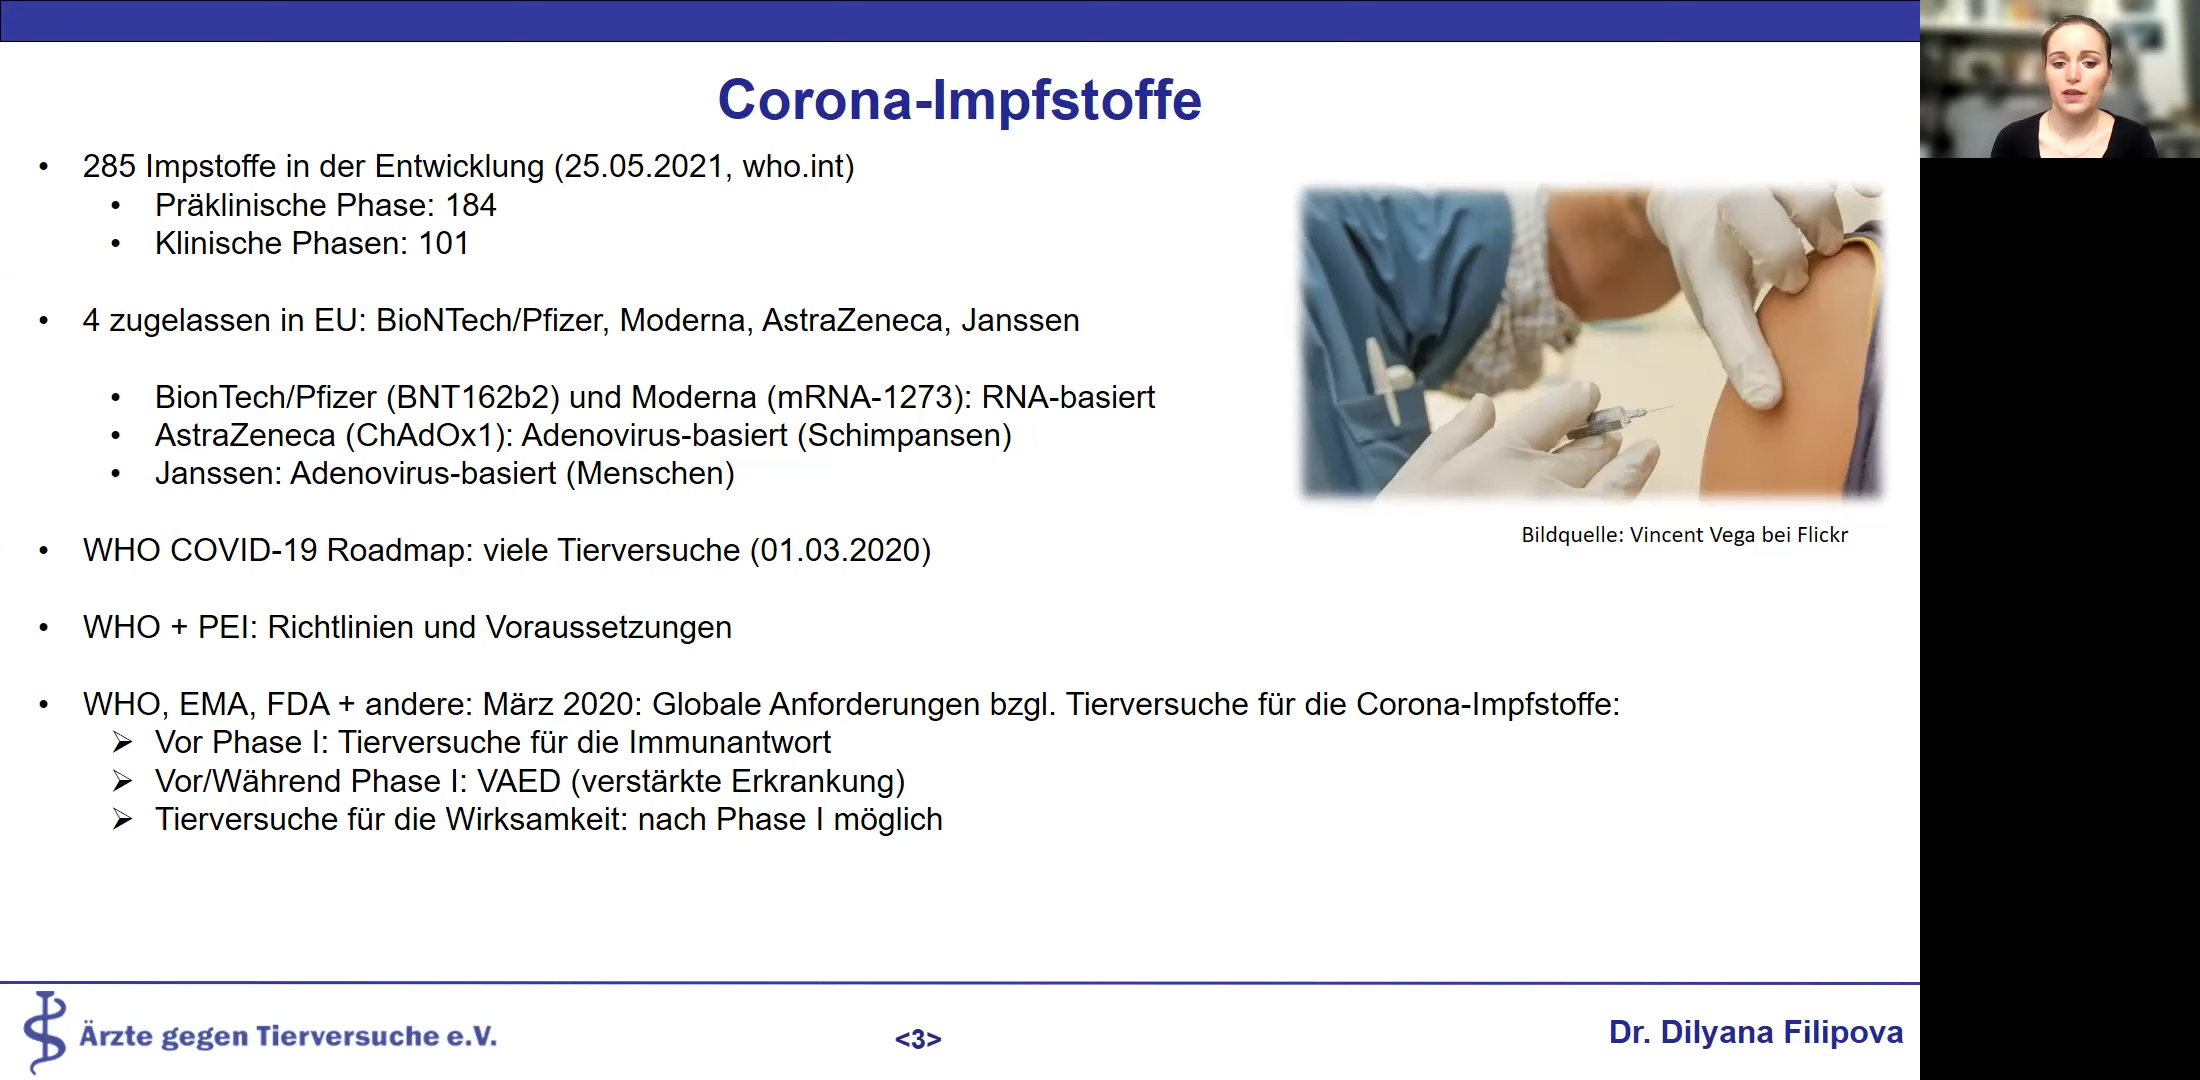 Corona-Impfstoffe
• 285 Impstoffe in der Entwicklung (25.05.2021, who.int)
• Präklinische Phase: 184
• Klinische Phasen: 101
• 4 zugelassen in EU: BioNTech/Pfizer, Moderna, AstraZeneca, Janssen
• BionTech/Pfizer (BNT162b2) und Moderna (mRNA-1273): RNA-basiert
• AstraZeneca (ChAdOx1): Adenovirus-basiert (Schimpansen)
• Janssen: Adenovirus-basiert (Menschen)
Bildquelle: Vincent Vega bei Flickr
• WHO COVID-19 Roadmap: viele Tierversuche (01.03.2020)
• WHO + PEI: Richtlinien und Voraussetzungen
• WHO, EMA, FDA + andere: März 2020: Globale Anforderungen bzgl. Tierversuche für die Corona-Impfstoffe:
➢ Vor Phase I: Tierversuche für die Immunantwort
➢ Vor/Während Phase I: VAED (verstärkte Erkrankung)
➢ Tierversuche für die Wirksamkeit: nach Phase I möglich
Ärzte gegen Tierversuche e.V.
<3>
Dr. Dilyana Filipova